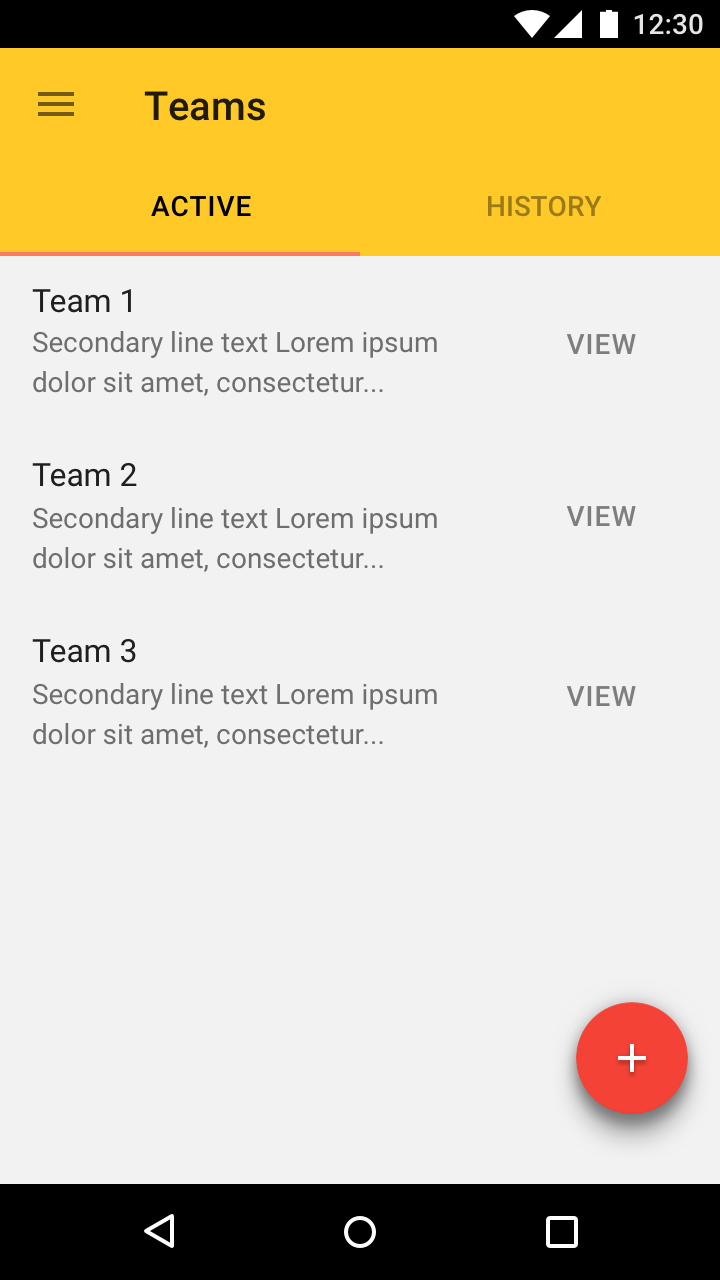 12:30
Teams
ACTIVE
HISTORY
Team 1
Secondary line text Lorem ipsum
dolor sit amet, consectetur...
VIEW
Team 2
Secondary line text Lorem ipsum
dolor sit amet, consectetur...
VIEW
Team 3
Secondary line text Lorem ipsum
dolor sit amet, consectetur...
VIEW